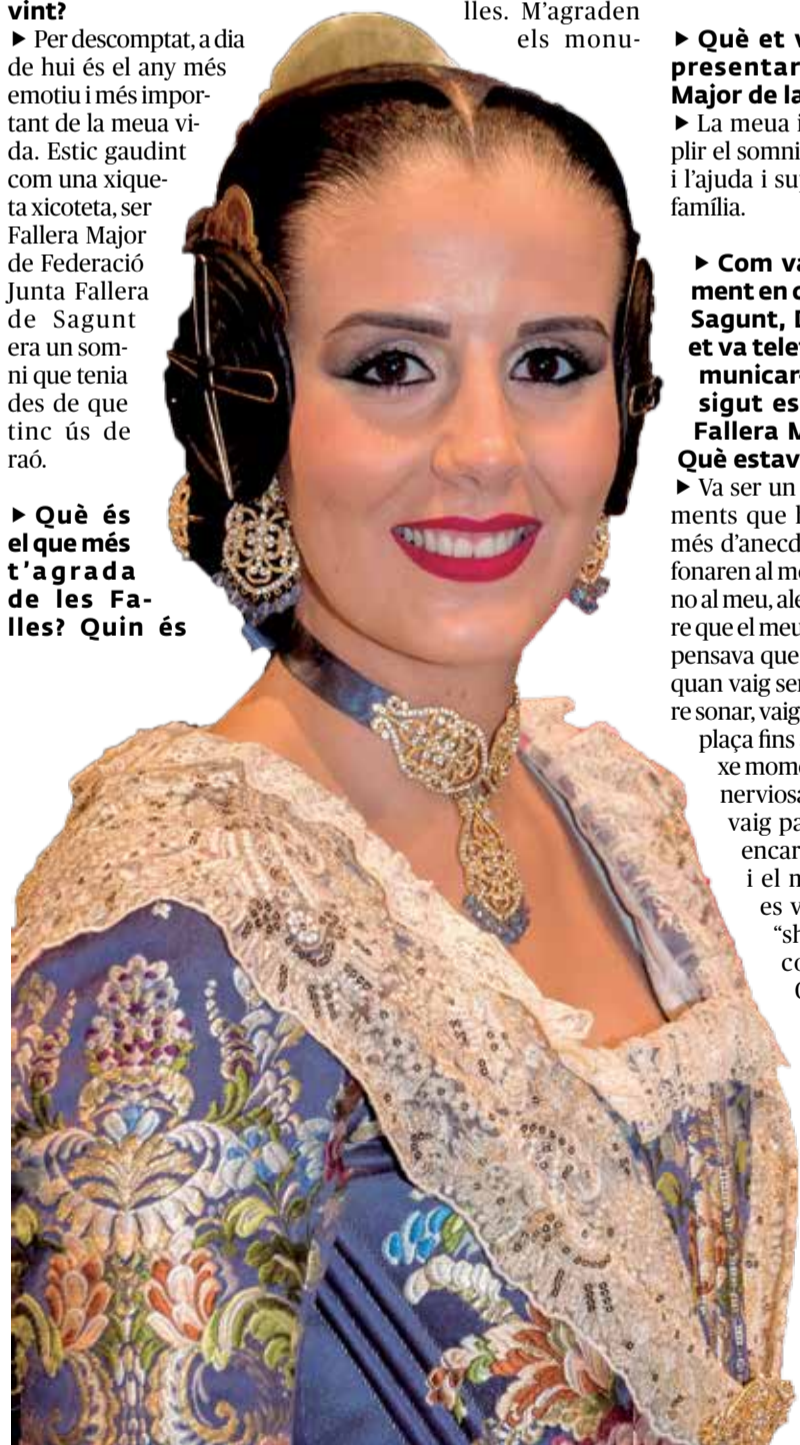 vint?
▶ Per descomptat, a dia
de hui és el any més
emotiu i més impor-
tant de la meua vi-
da. Estic gaudint
com una xique-
ta xicoteta, ser
Fallera Major
de Federació
Junta Fallera
de Sagunt
era un som-
ni que tenia
des de que
tinc ús de
raó.
▶ Què és
el que més
t'agrada
de les Fa-
lles? Quin és
lles. M'agraden
els monu-
▶ Què et v
presentar
Major de la
▶ La meua i
plir el somni
i l'ajuda i su
família.
▶ Com va
ment en c
Sagunt,
et va tele
municar-
sigut es
Fallera M
Què estav
▶ Va ser un
ments que l
més d'anecd
fonaren al m
no al meu, ale
re que el meu
pensava que
quan vaig se
re sonar, vaig
plaça fins
xe mome
nerviosa
vaig pa
encar
i el
es v
“sh
co